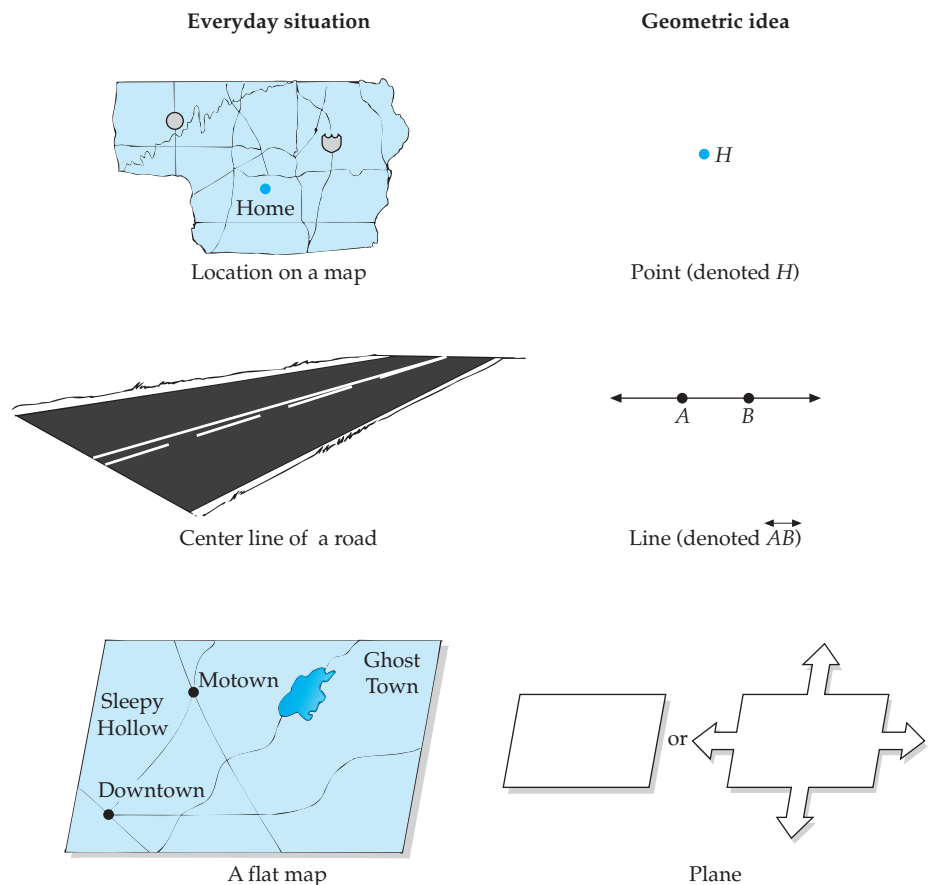 Everyday situation
Geometric idea
Home
H
Location on a map
Point (denoted H)
A
B
Center line of a road
Line (denoted AB)
Ghost
Town
Motown
Sleepy
Hollow
Downtown
or
A flat map
Plane